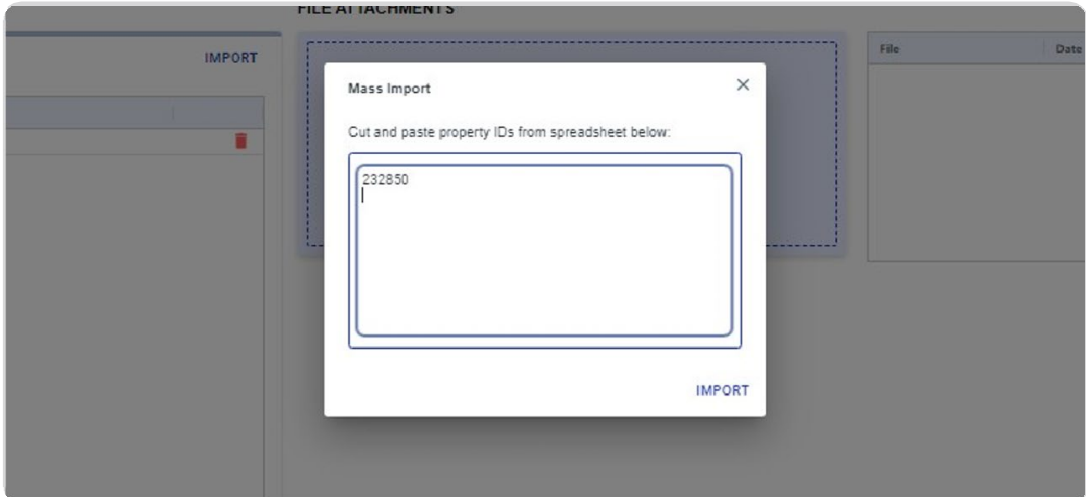 FILE ATTACHMENTS
IMPORT
File Date
Mass Import
Cut and paste property IDs from spreadsheet below:
232850
IMPORT